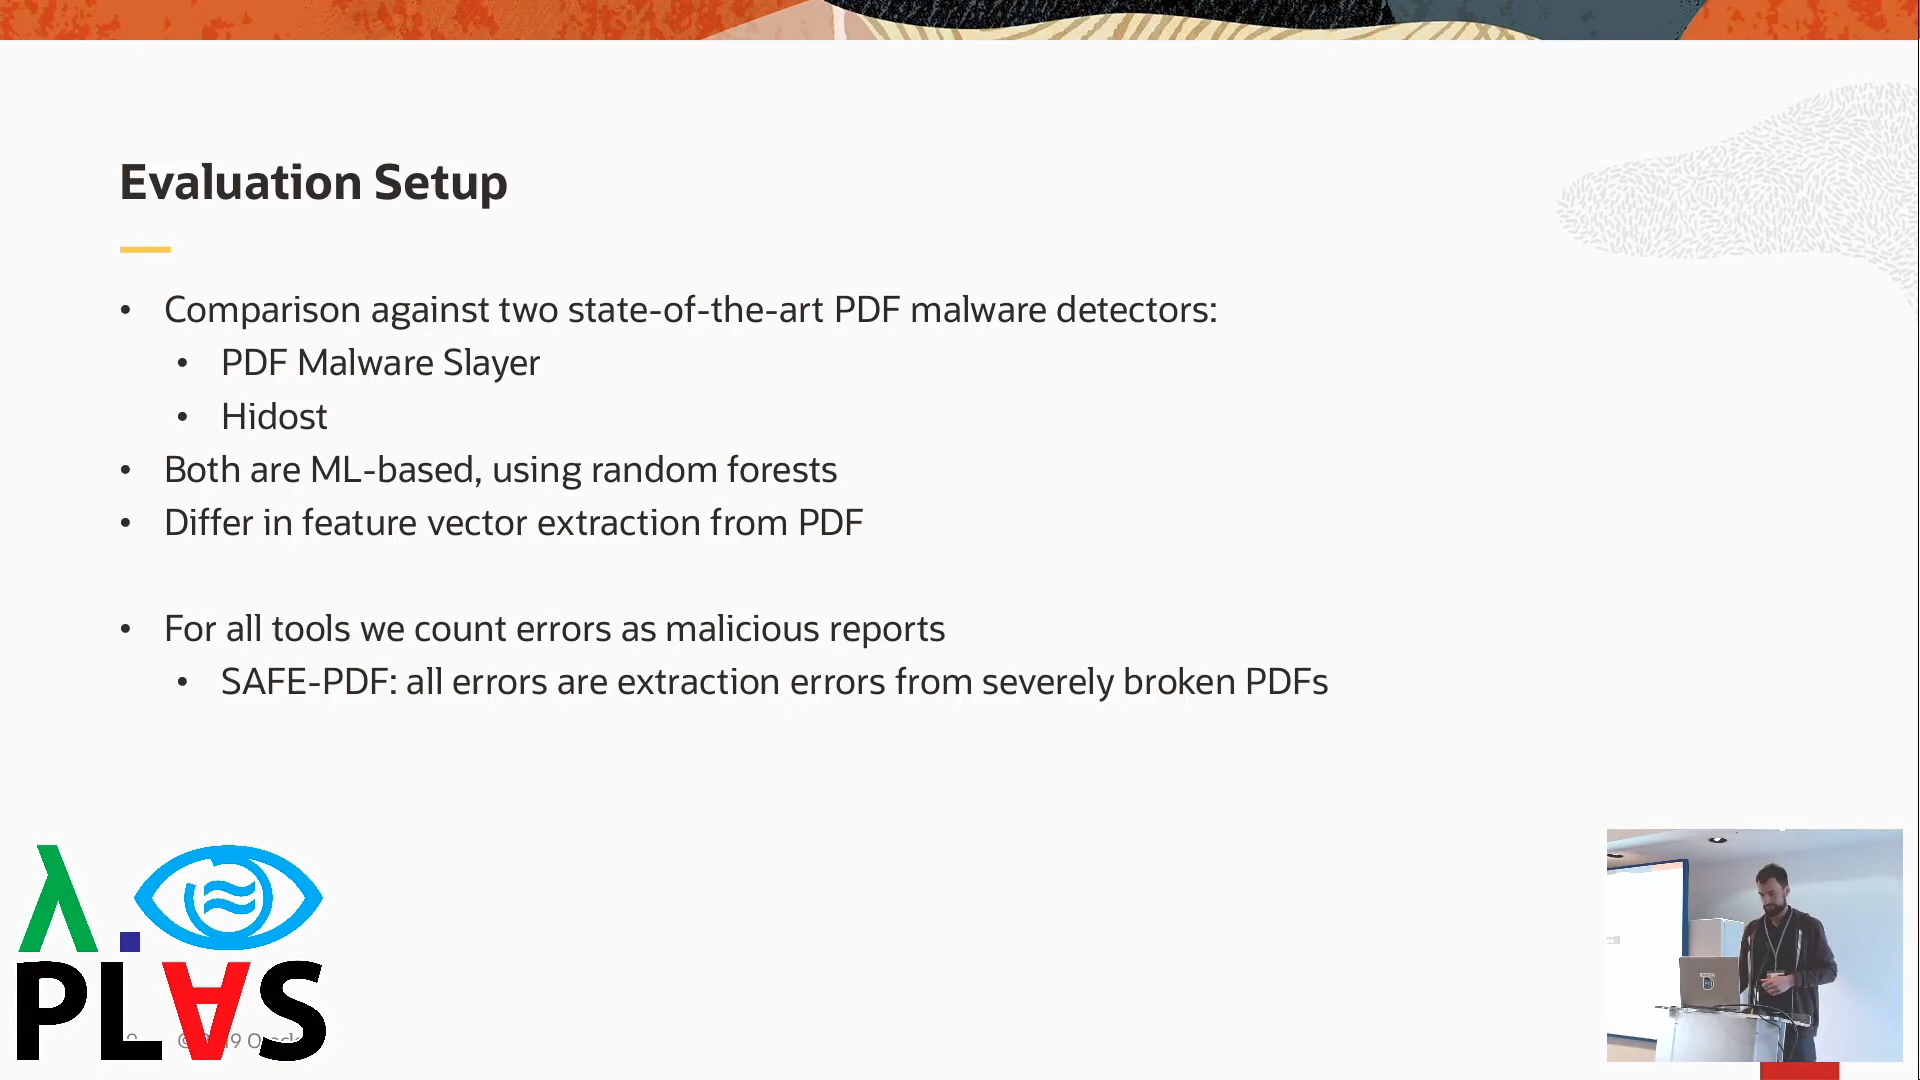 Evaluation Setup
• Comparison against two state-of-the-art PDF malware detectors:
• PDF Malware Slayer
• Hidost
• Both are ML-based, using random forests
• Differ in feature vector extraction from PDF
• For all tools we count errors as malicious reports
• SAFE-PDF: all errors are extraction errors from severely broken PDFs
λ.
PL∀S